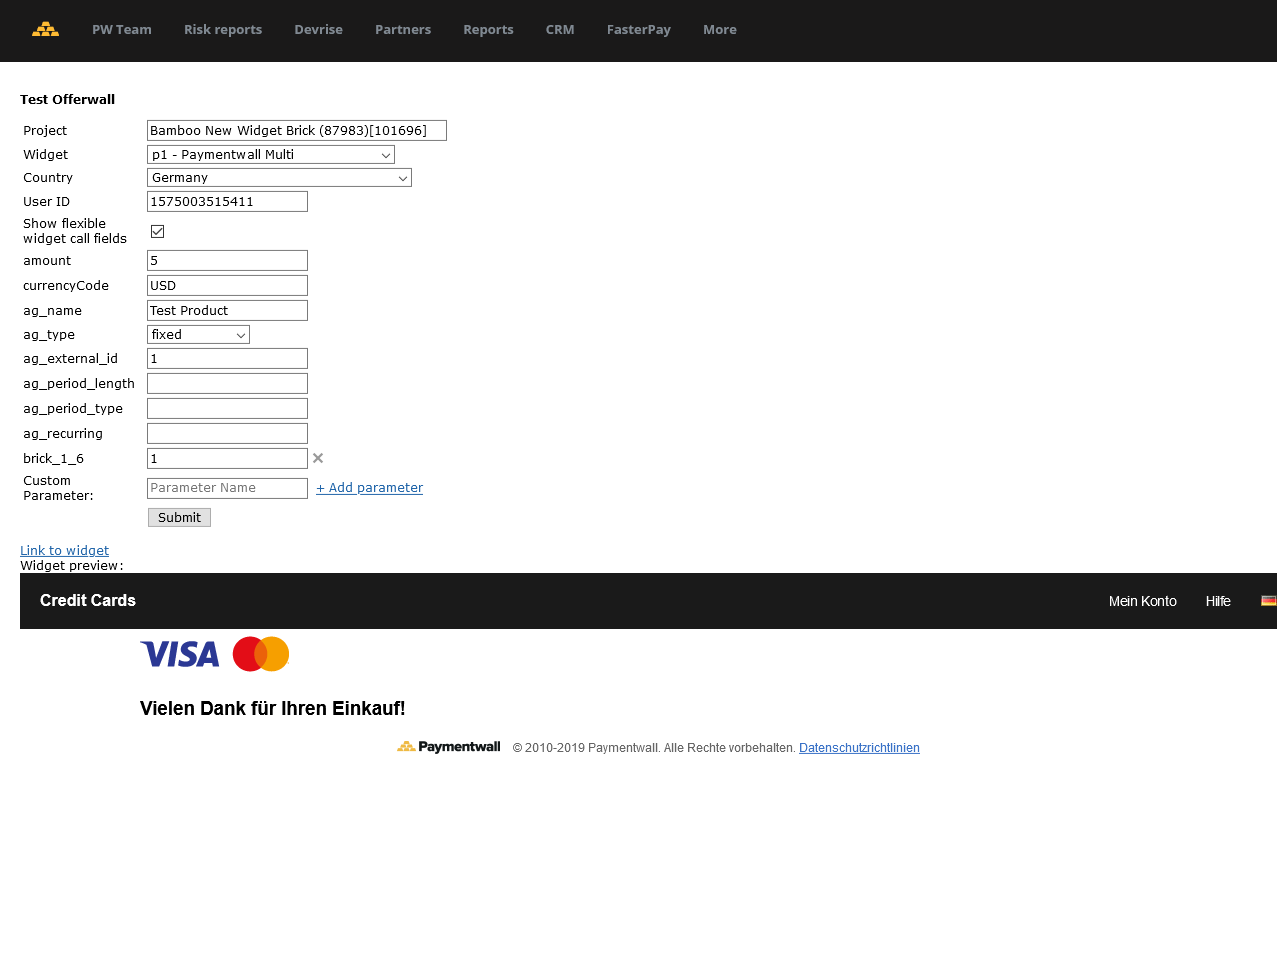 PW Team Risk reports Devrise Partners Reports CRM FasterPay More
Test Offerwall
Project Bamboo New Widget Brick (87983)[101696]
Widget p1 - Paymentwall Multi
Country Germany
User ID 1575003515411
Show flexible
widget call fields
amount 5
currencyCode USD
ag_name Test Product
ag_type fixed
ag_external_id 1
ag_period_length
ag_period_type
ag_recurring
brick_1_6 1
Custom
Parameter: Parameter Name + Add parameter
Submit
Link to widget
Widget preview:
Credit Cards Mein Konto Hilfe
VISA
Vielen Dank für Ihren Einkauf!
Paymentwall © 2010-2019 Paymentwall. Alle Rechte vorbehalten. Datenschutzrichtlinien